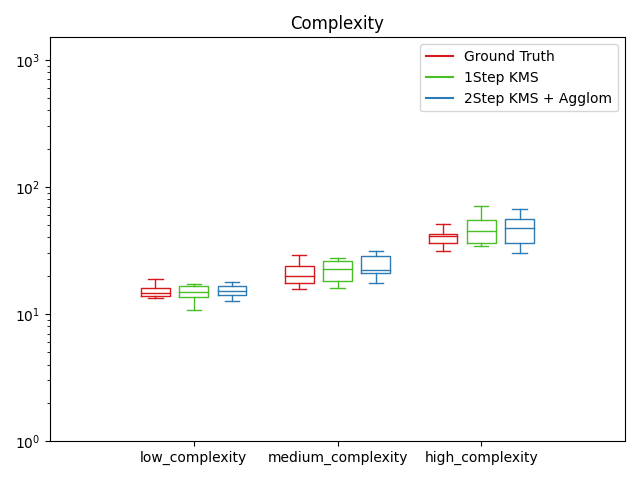 Complexity
Ground Truth
1Step KMS
2Step KMS + Agglom
10³
10²
10¹
10⁰
low_complexity
medium_complexity
high_complexity